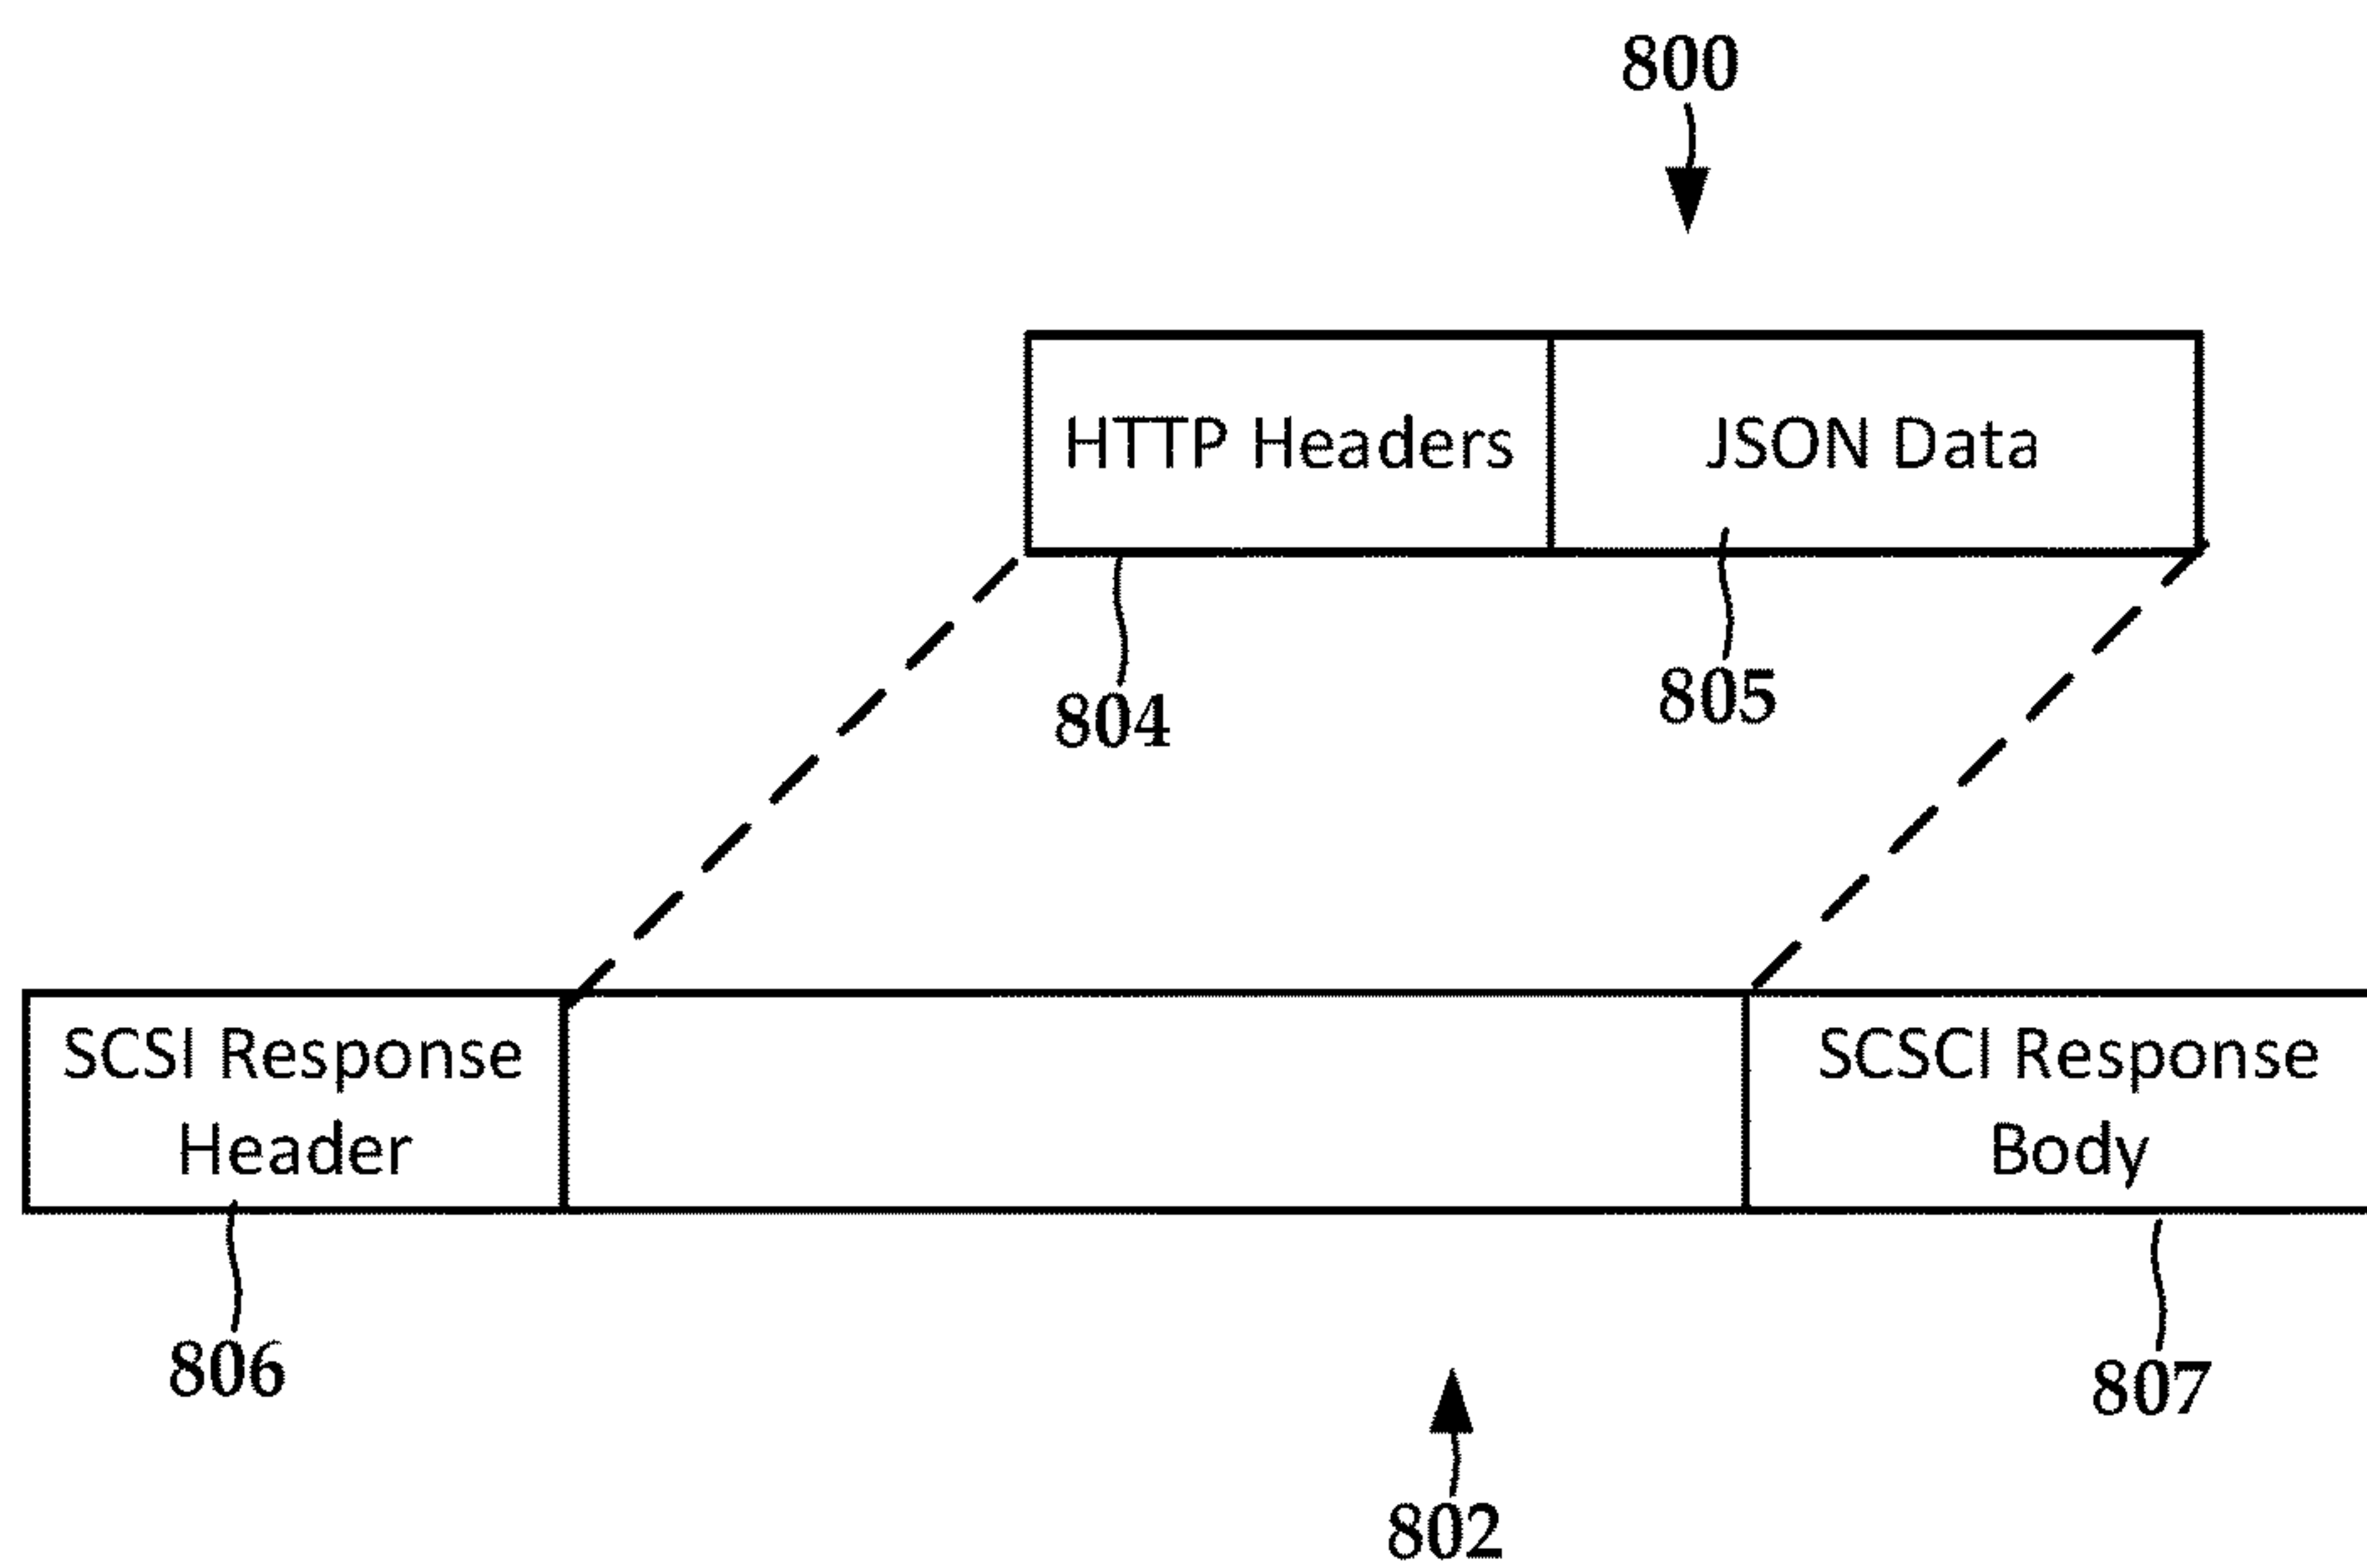 800
HTTP Headers
JSON Data
804
805
SCSI Response
Header
SCSCI Response
Body
806
807
802